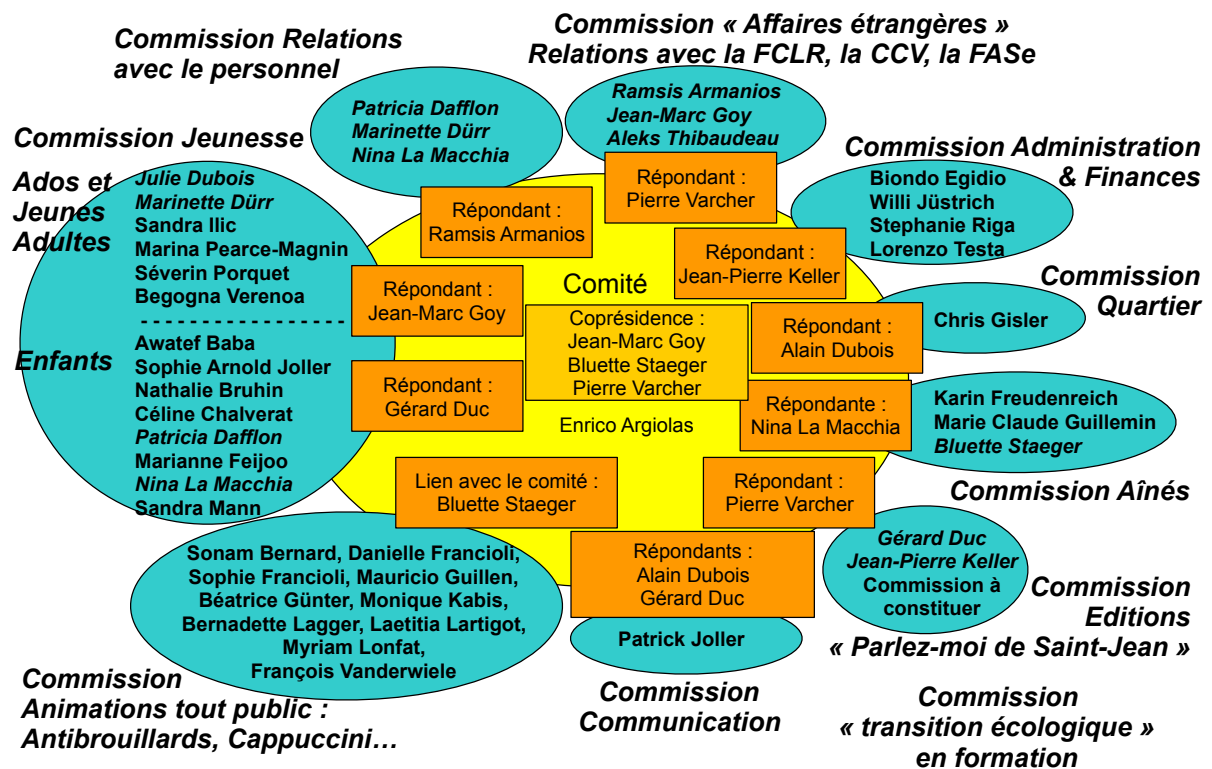 Commission Relations
avec le personnel
Commission « Affaires étrangères »
Relations avec la FCLR, la CCV, la FASe
Patricia Dafflon
Marinette Dürr
Nina La Macchia
Ramsis Armanios
Jean-Marc Goy
Aleks Thibaudeau
Commission Jeunesse
Ados et
Jeunes
Adultes
Julie Dubois
Marinette Dürr
Sandra Ilic
Marina Pearce-Magnin
Séverin Porquet
Begogna Verenoa
- - - - - - - - - - - - - - - - - -
Enfants
Awatef Baba
Sophie Arnold Joller
Nathalie Bruhin
Céline Chalverat
Patricia Dafflon
Marianne Feijoo
Nina La Macchia
Sandra Mann
Répondant :
Ramsis Armanios
Répondant :
Pierre Varcher
Commission Administration
& Finances
Biondo Egidio
Willi Jüstrich
Stephanie Riga
Lorenzo Testa
Répondant :
Jean-Pierre Keller
Répondant :
Jean-Marc Goy
Comité
Coprésidence :
Jean-Marc Goy
Bluette Staeger
Pierre Varcher
Enrico Argiolas
Commission
Quartier
Chris Gisler
Répondant :
Alain Dubois
Répondant :
Gérard Duc
Répondante :
Nina La Macchia
Karin Freudenreich
Marie Claude Guillemin
Bluette Staeger
Commission Aînés
Lien avec le comité :
Bluette Staeger
Répondant :
Pierre Varcher
Gérard Duc
Jean-Pierre Keller
Commission à
constituer
Commission
Editions
« Parlez-moi de Saint-Jean »
Sonam Bernard, Danielle Francioli,
Sophie Francioli, Mauricio Guillen,
Béatrice Günter, Monique Kabis,
Bernadette Lagger, Laetitia Lartigot,
Myriam Lonfat,
François Vanderwiele
Répondants :
Alain Dubois
Gérard Duc
Patrick Joller
Commission
Animations tout public :
Antibrouillards, Cappuccini…
Commission
Communication
Commission
« transition écologique »
en formation